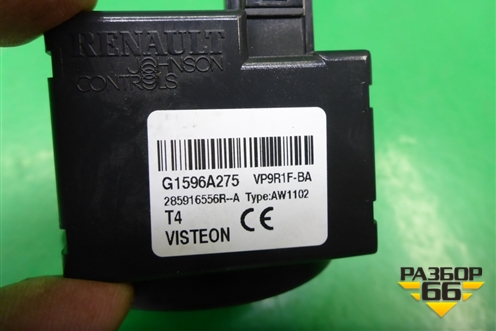 RENAULT
JOHNSON
CONTROLS
G1596A275 VP9R1F-BA
285916556R--A Type:AW1102
T4 CE
VISTEON
РАЗБОР
66